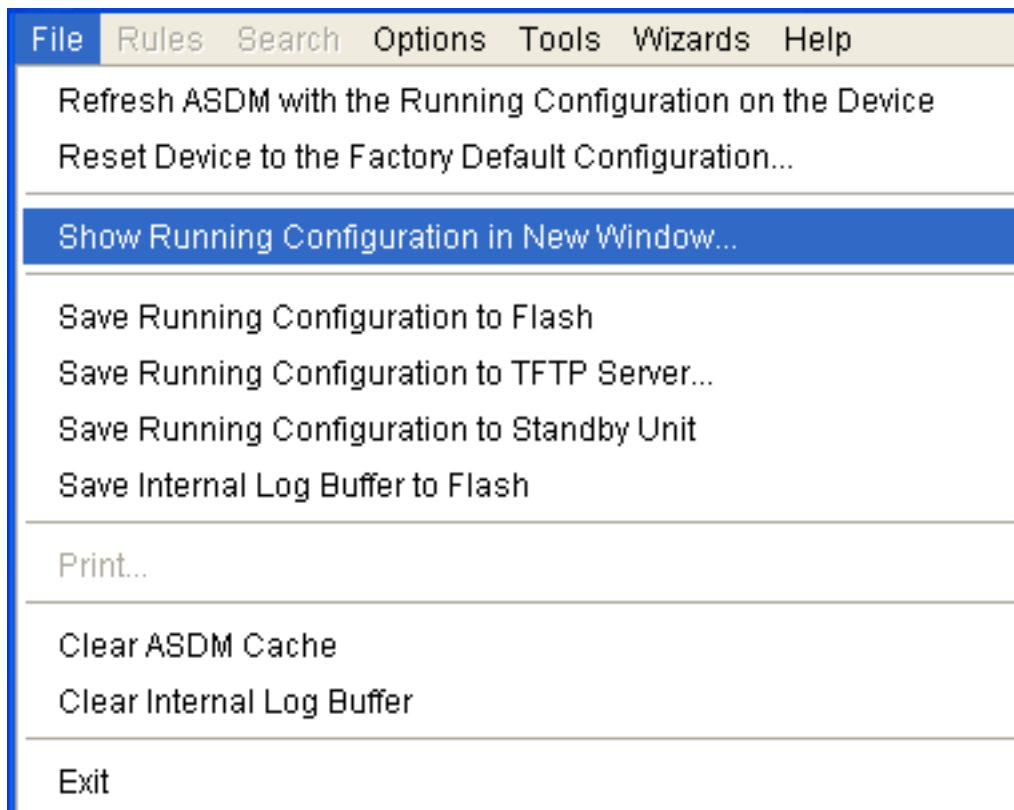 File Rules Search Options Tools Wizards Help
Refresh ASDM with the Running Configuration on the Device
Reset Device to the Factory Default Configuration...
Show Running Configuration in New Window...
Save Running Configuration to Flash
Save Running Configuration to TFTP Server...
Save Running Configuration to Standby Unit
Save Internal Log Buffer to Flash
Print...
Clear ASDM Cache
Clear Internal Log Buffer
Exit